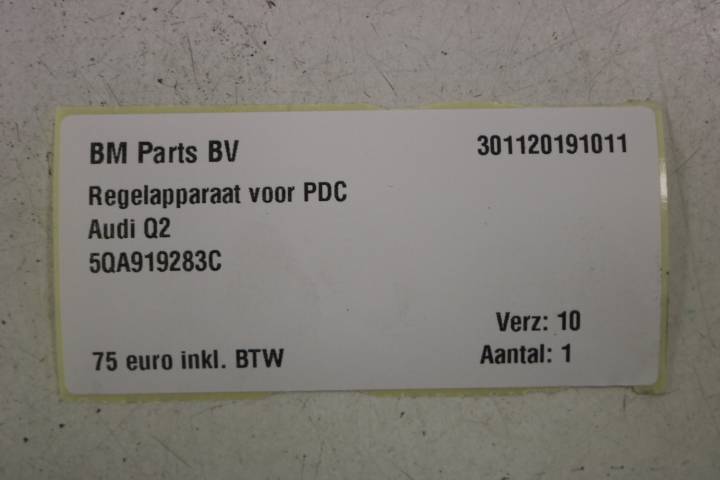 BM Parts BV 301120191011
Regelapparaat voor PDC
Audi Q2
5QA919283C
Verz: 10
75 euro inkl. BTW Aantal: 1